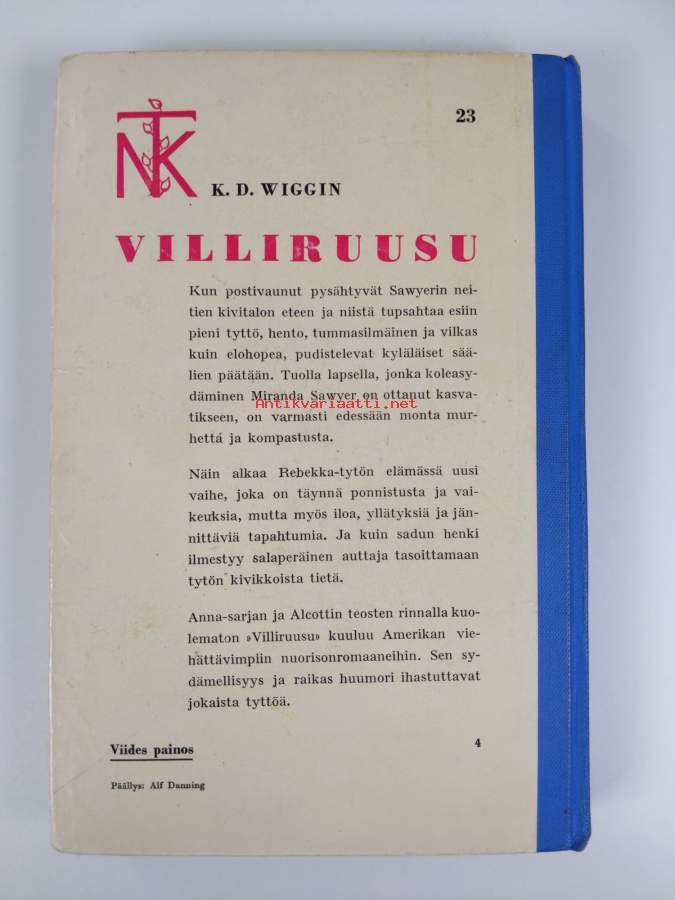 NTK
23
K. D. WIGGIN
VILLIRUUSU
Kun postivaunut pysähtyvät Sawyerin nei-
tien kivitalon eteen ja niistä tupsahtaa esiin
pieni tyttö, hento, tummasilmäinen ja vilkas
kuin elohopea, pudistelevat kyläläiset sää-
lien päätään. Tuolla lapsella, jonka koleasy-
däminen Miranda Sawyer on ottanut kasva-
Antikvariaatti.net
tikseen, on varmasti edessään monta mur-
hettä ja kompastusta.
Näin alkaa Rebekka-tytön elämässä uusi
vaihe, joka on täynnä ponnistusta ja vai-
keuksia, mutta myös iloa, yllätyksiä ja jän-
nittäviä tapahtumia. Ja kuin sadun henki
ilmestyy salaperäinen auttaja tasoittamaan
tytön kivikkoista tietä.
Anna-sarjan ja Alcottin teosten rinnalla kuo-
lematon »Villiruusu» kuuluu Amerikan vie-
hättävimpiin nuorisonromaaneihin. Sen sy-
dämellisyys ja raikas huumori ihastuttavat
jokaista tyttöä.
Viides painos
4
Päällys: Alf Danning